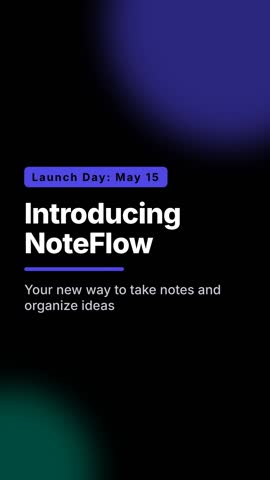 Launch Day: May 15
Introducing
NoteFlow
Your new way to take notes and
organize ideas